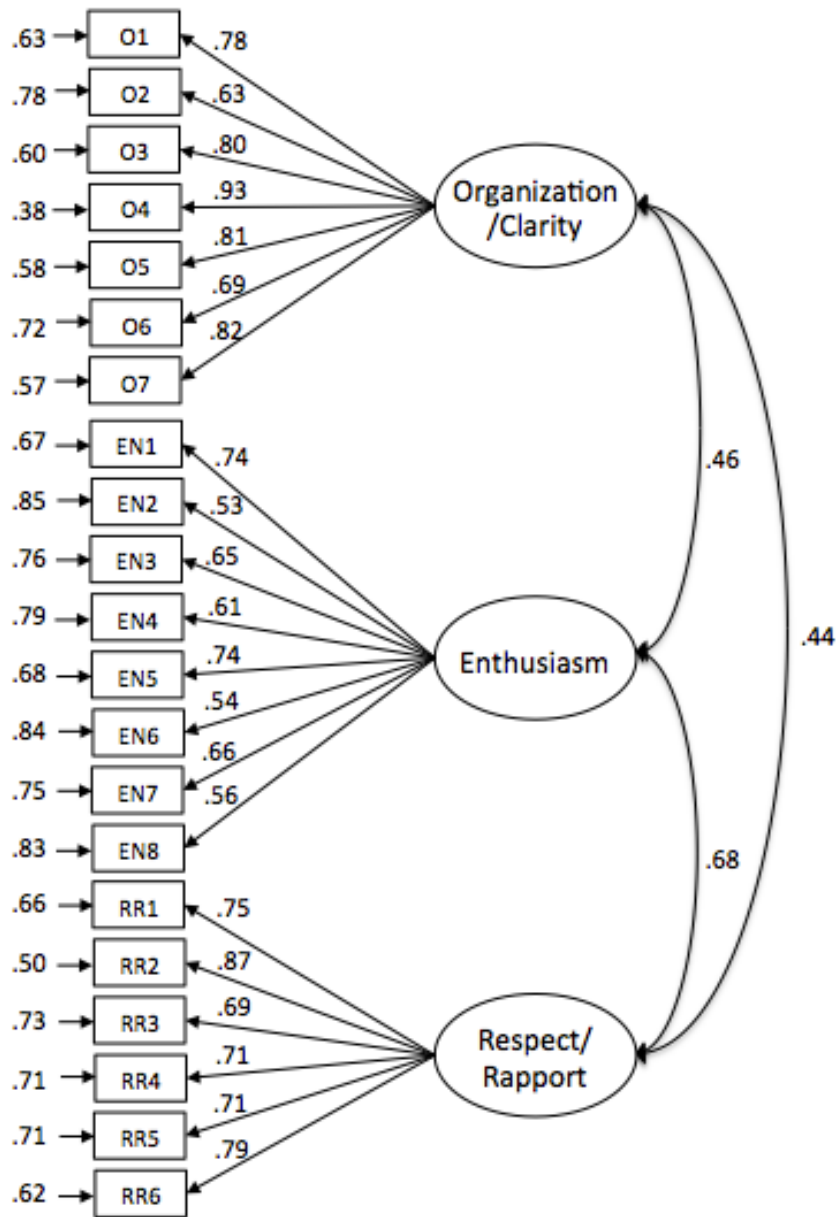 .63 O1 .78
.78 O2 .63
.60 O3 .80
.38 O4 .93
.58 O5 .81
.72 O6 .69
.57 O7 .82
Organization
/Clarity
.67 EN1 .74
.85 EN2 .53
.76 EN3 .65
.79 EN4 .61
.68 EN5 .74
.84 EN6 .54
.75 EN7 .66
.83 EN8 .56
Enthusiasm
.46
.44
.68
.66 RR1 .75
.50 RR2 .87
.73 RR3 .69
.71 RR4 .71
.71 RR5 .71
.62 RR6 .79
Respect/
Rapport